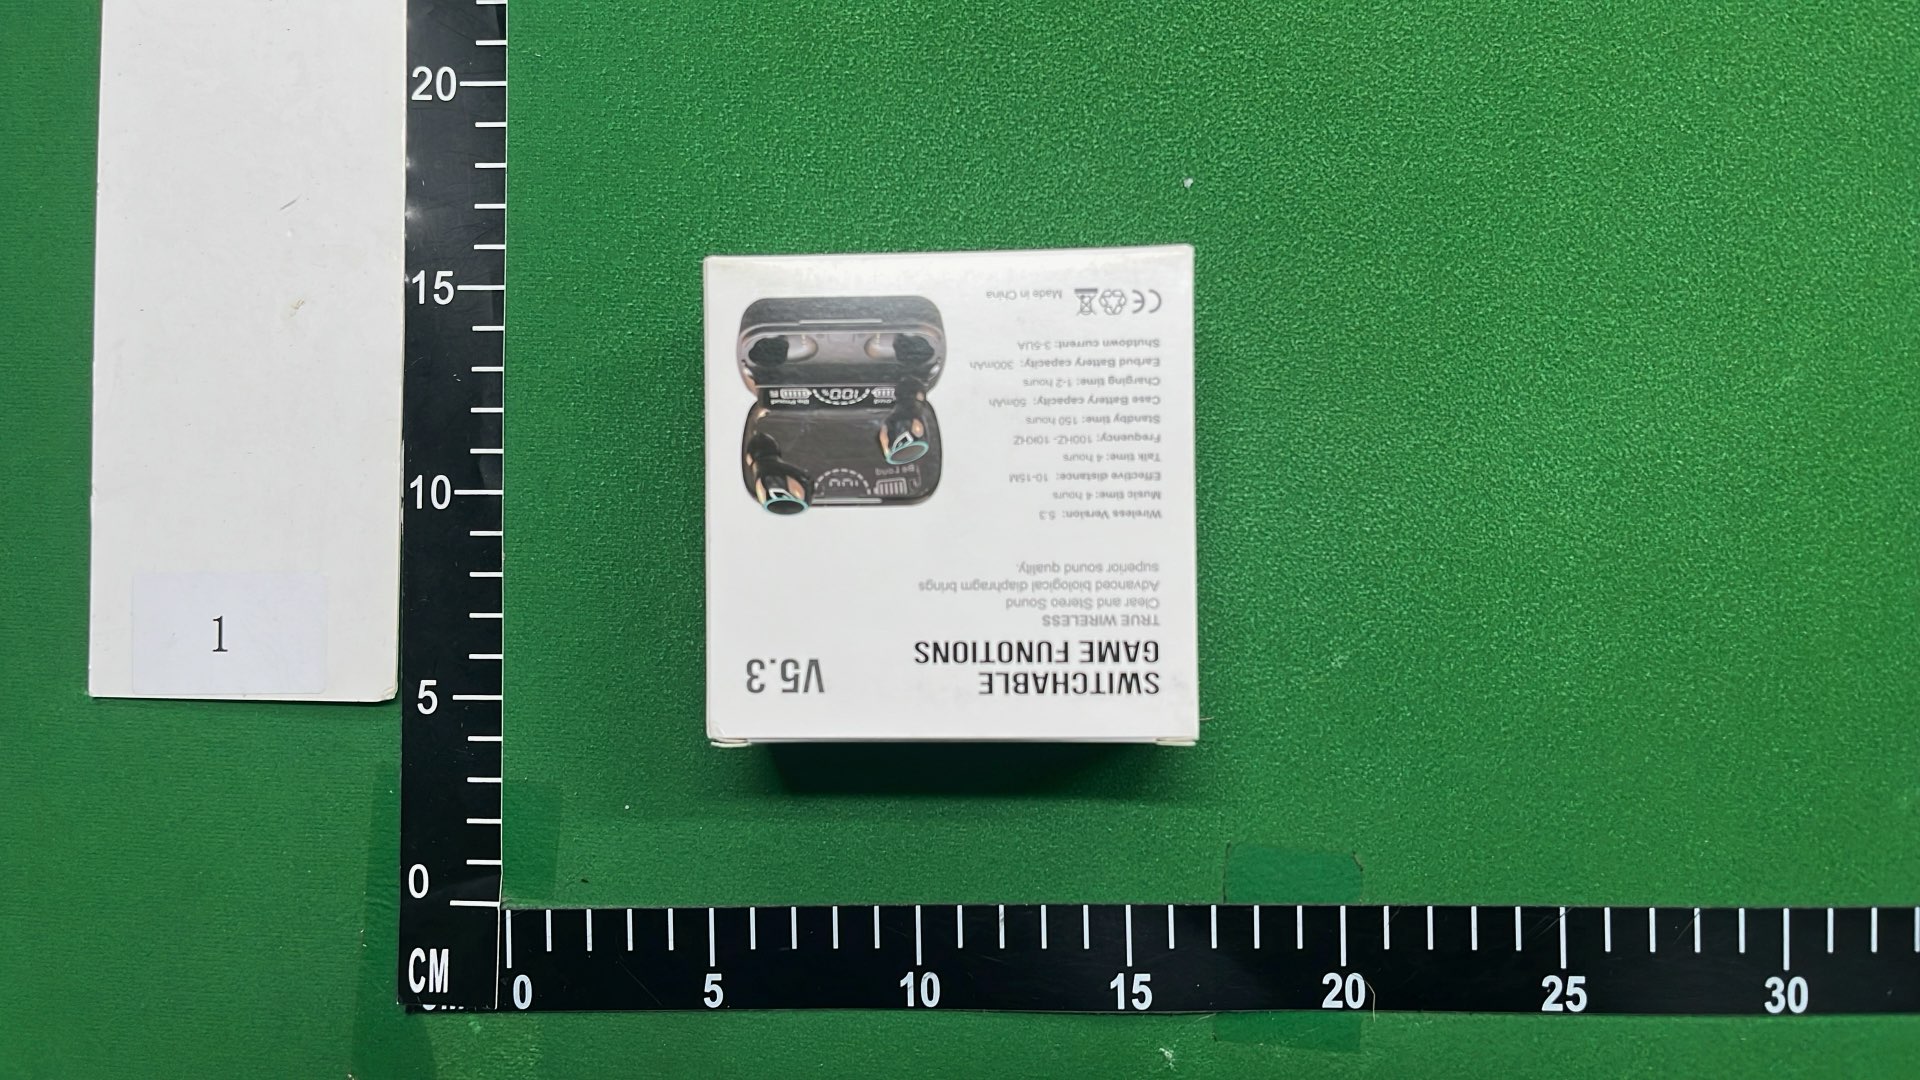 SWITCHABLE
GAME FUNOTIONS
V5.3
TRUE WIRELESS
Clear and Stereo Sound
Advanced biological diaphragm brings
superior sound quality.
Wireless Version: 5.3
Music time: 4 hours
Effective distance: 10-15M
Talk time: 4 hours
Frequency: 100HZ-10KHZ
Standby time: 150 hours
Case Battery capacity: 50mAh
Charging time: 1-2 hours
Earbud Battery capacity: 300mAh
Shutdown current: 3-5UA
CE
Made in China
100%
1
20
15
10
5
0
CM
0 5 10 15 20 25 30